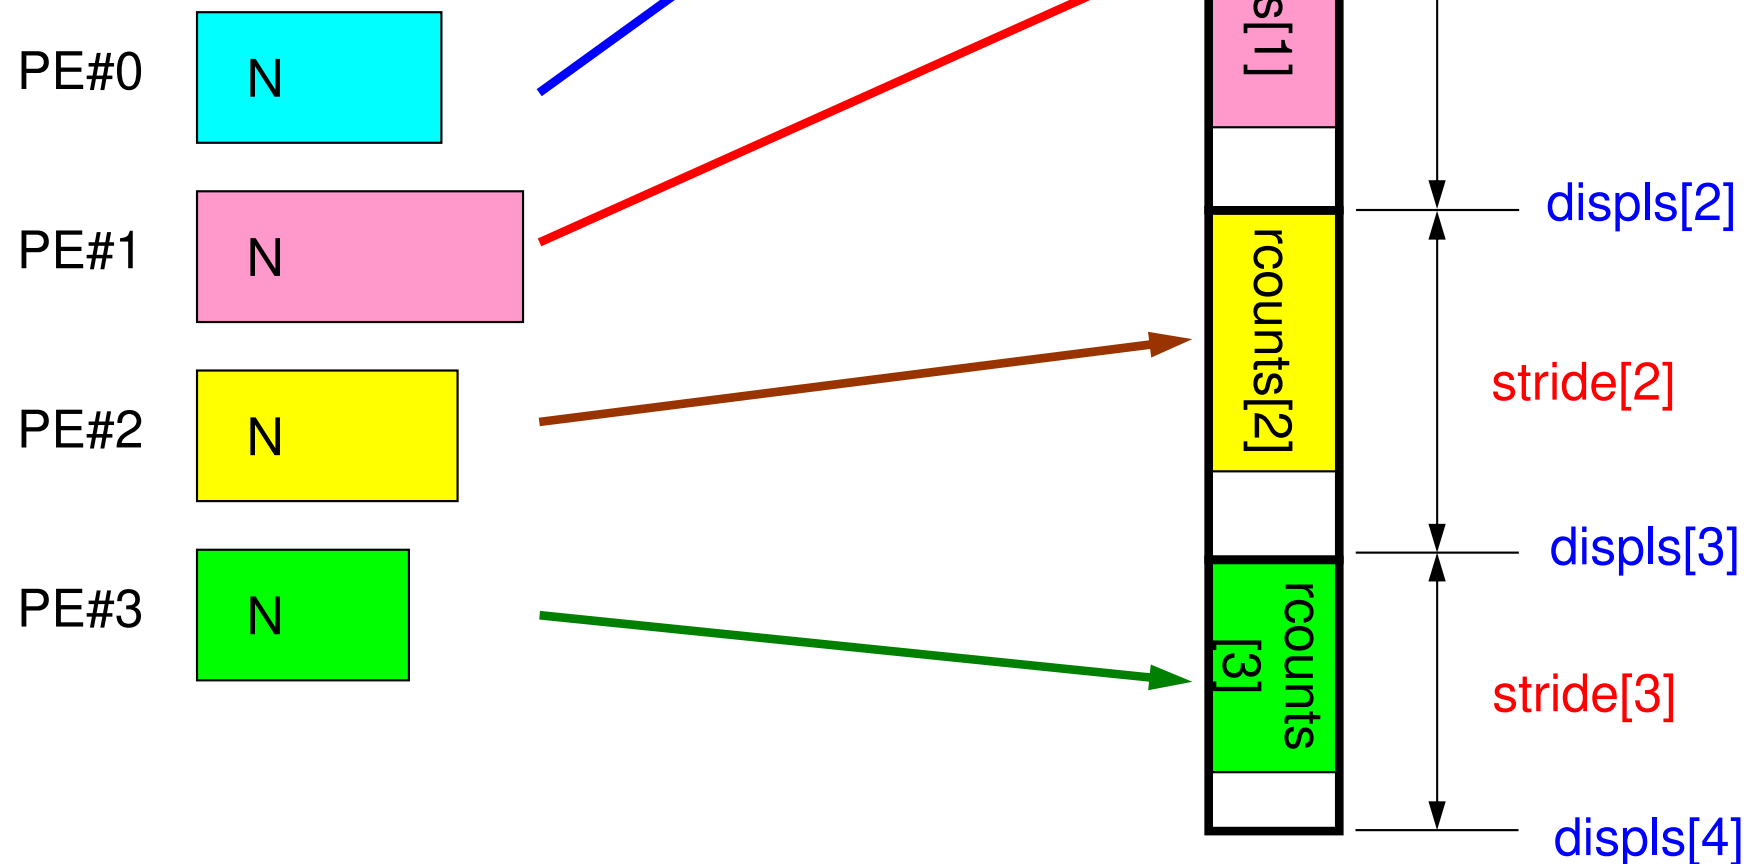 PE#0
N
PE#1
N
PE#2
N
PE#3
N
s[1]
rcounts[2]
rcounts
[3]
displs[2]
stride[2]
displs[3]
stride[3]
displs[4]